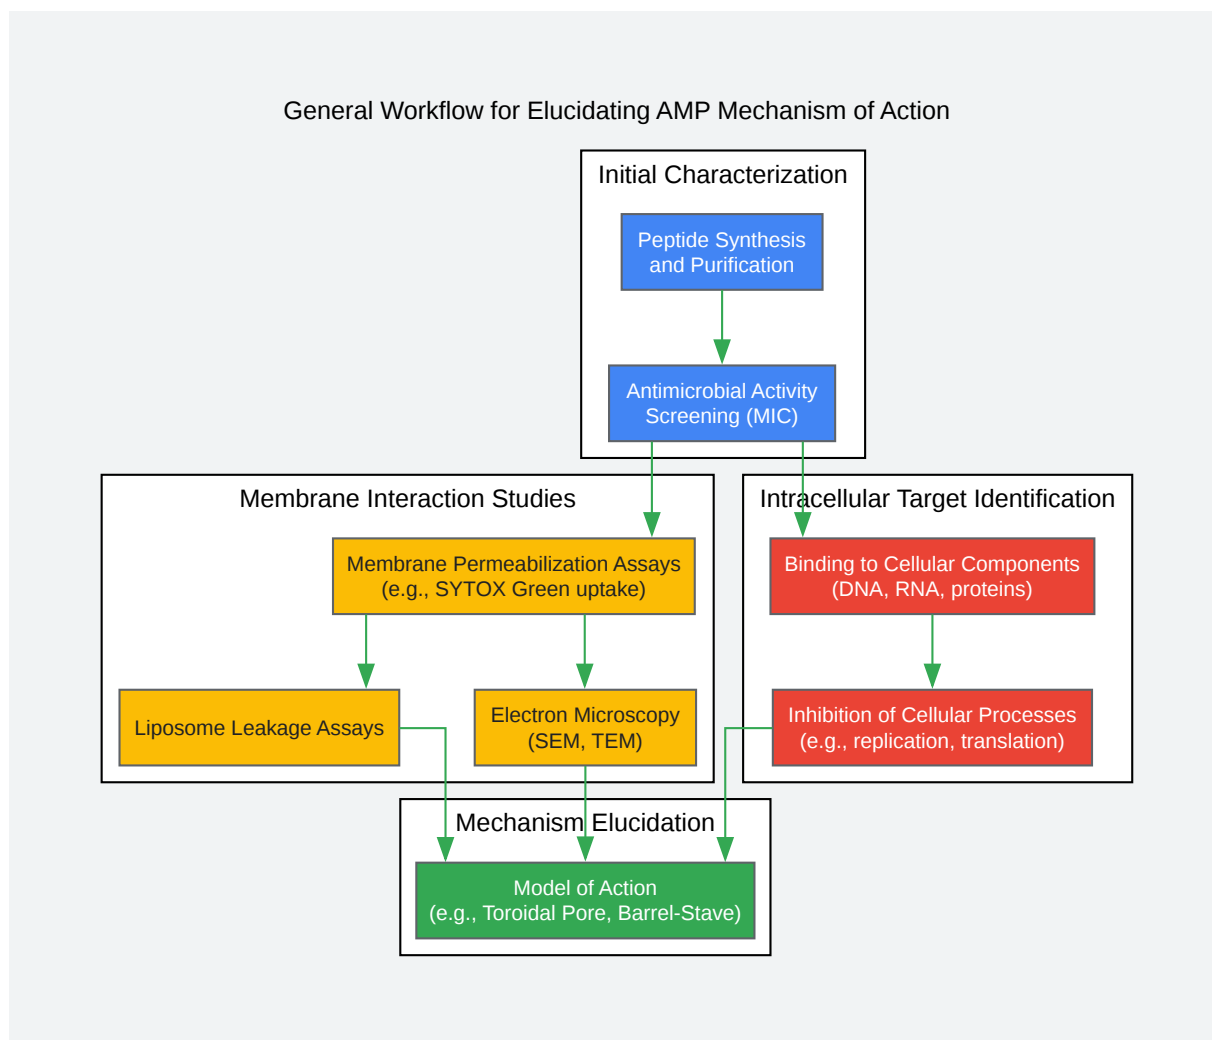 General Workflow for Elucidating AMP Mechanism of Action
Initial Characterization
Peptide Synthesis
and Purification
Antimicrobial Activity
Screening (MIC)
Membrane Interaction Studies
Membrane Permeabilization Assays
(e.g., SYTOX Green uptake)
Liposome Leakage Assays
Electron Microscopy
(SEM, TEM)
Intracellular Target Identification
Binding to Cellular Components
(DNA, RNA, proteins)
Inhibition of Cellular Processes
(e.g., replication, translation)
Mechanism Elucidation
Model of Action
(e.g., Toroidal Pore, Barrel-Stave)